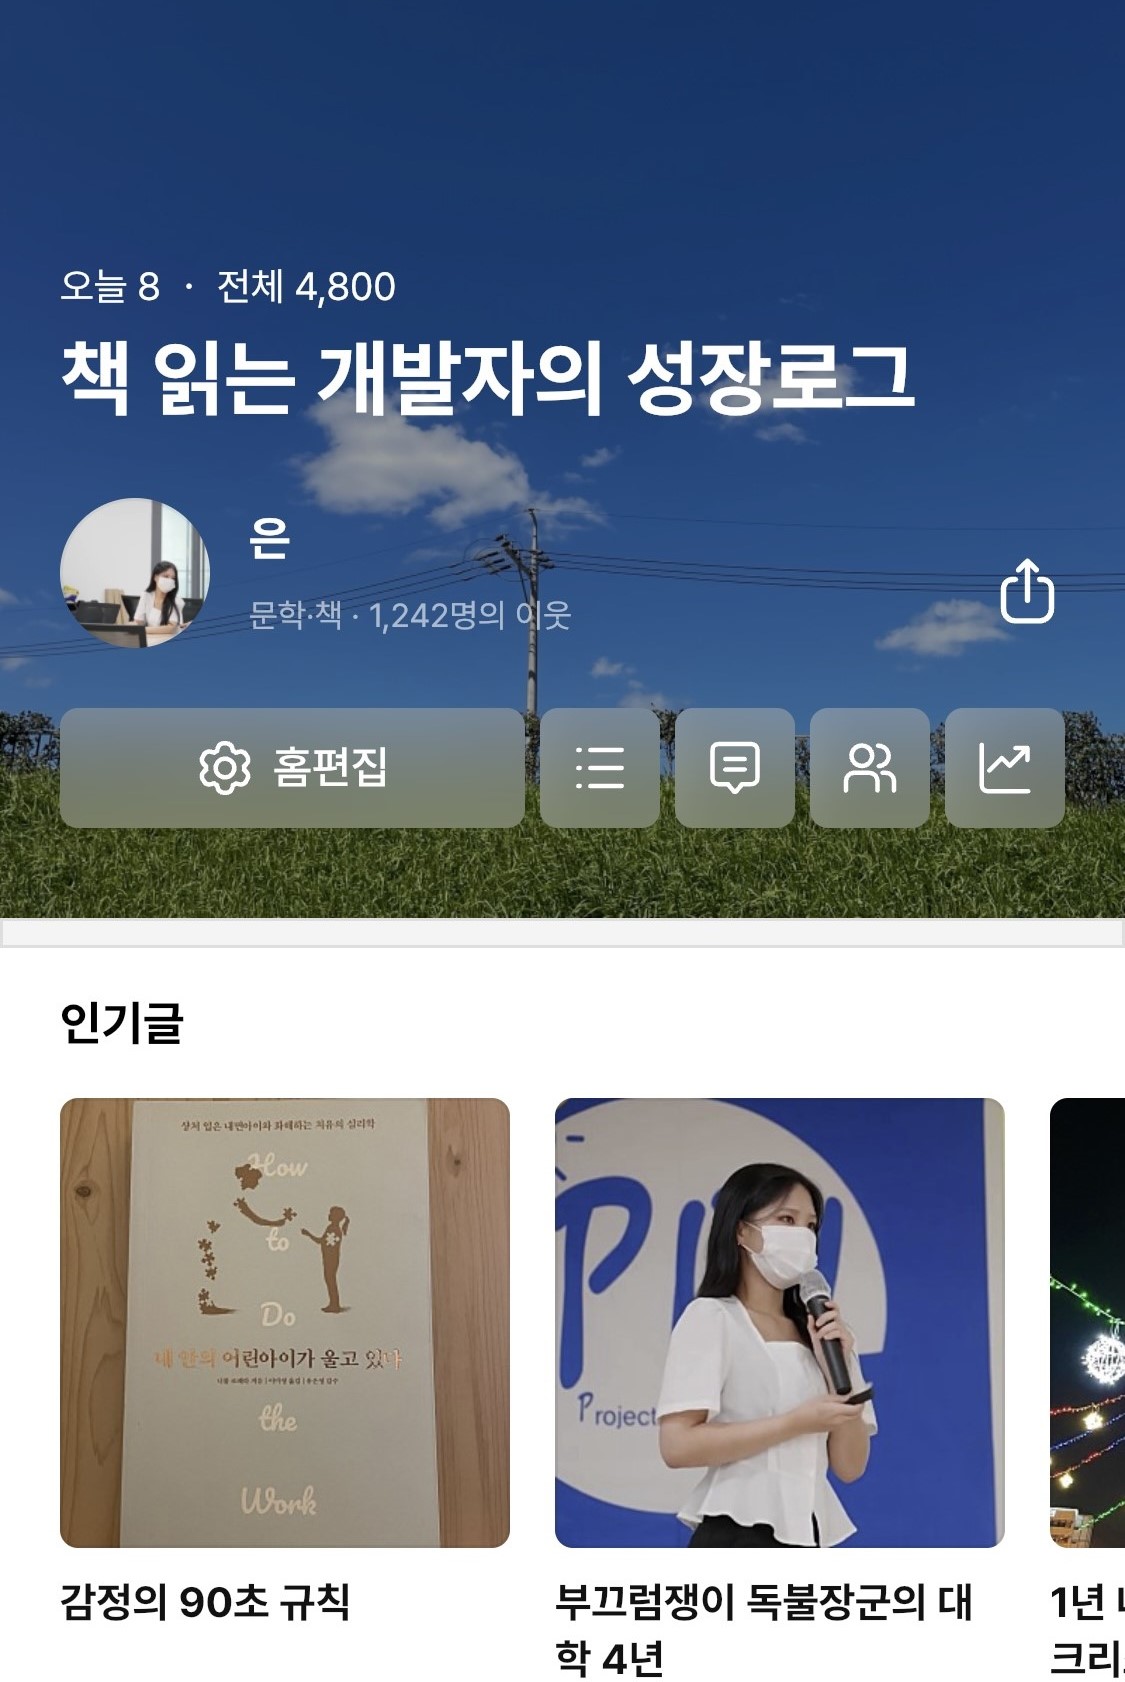 오늘 8 · 전체 4,800
책 읽는 개발자의 성장로그
은
문학·책 · 1,242명의 이웃
홈편집
인기글
상처 입은 내면아이와 화해하는 치유의 심리학
How
to
Do
내 안의 어린아이가 울고 있다
the
Work
Project
감정의 90초 규칙
부끄럼쟁이 독불장군의 대
학 4년
1년
크리